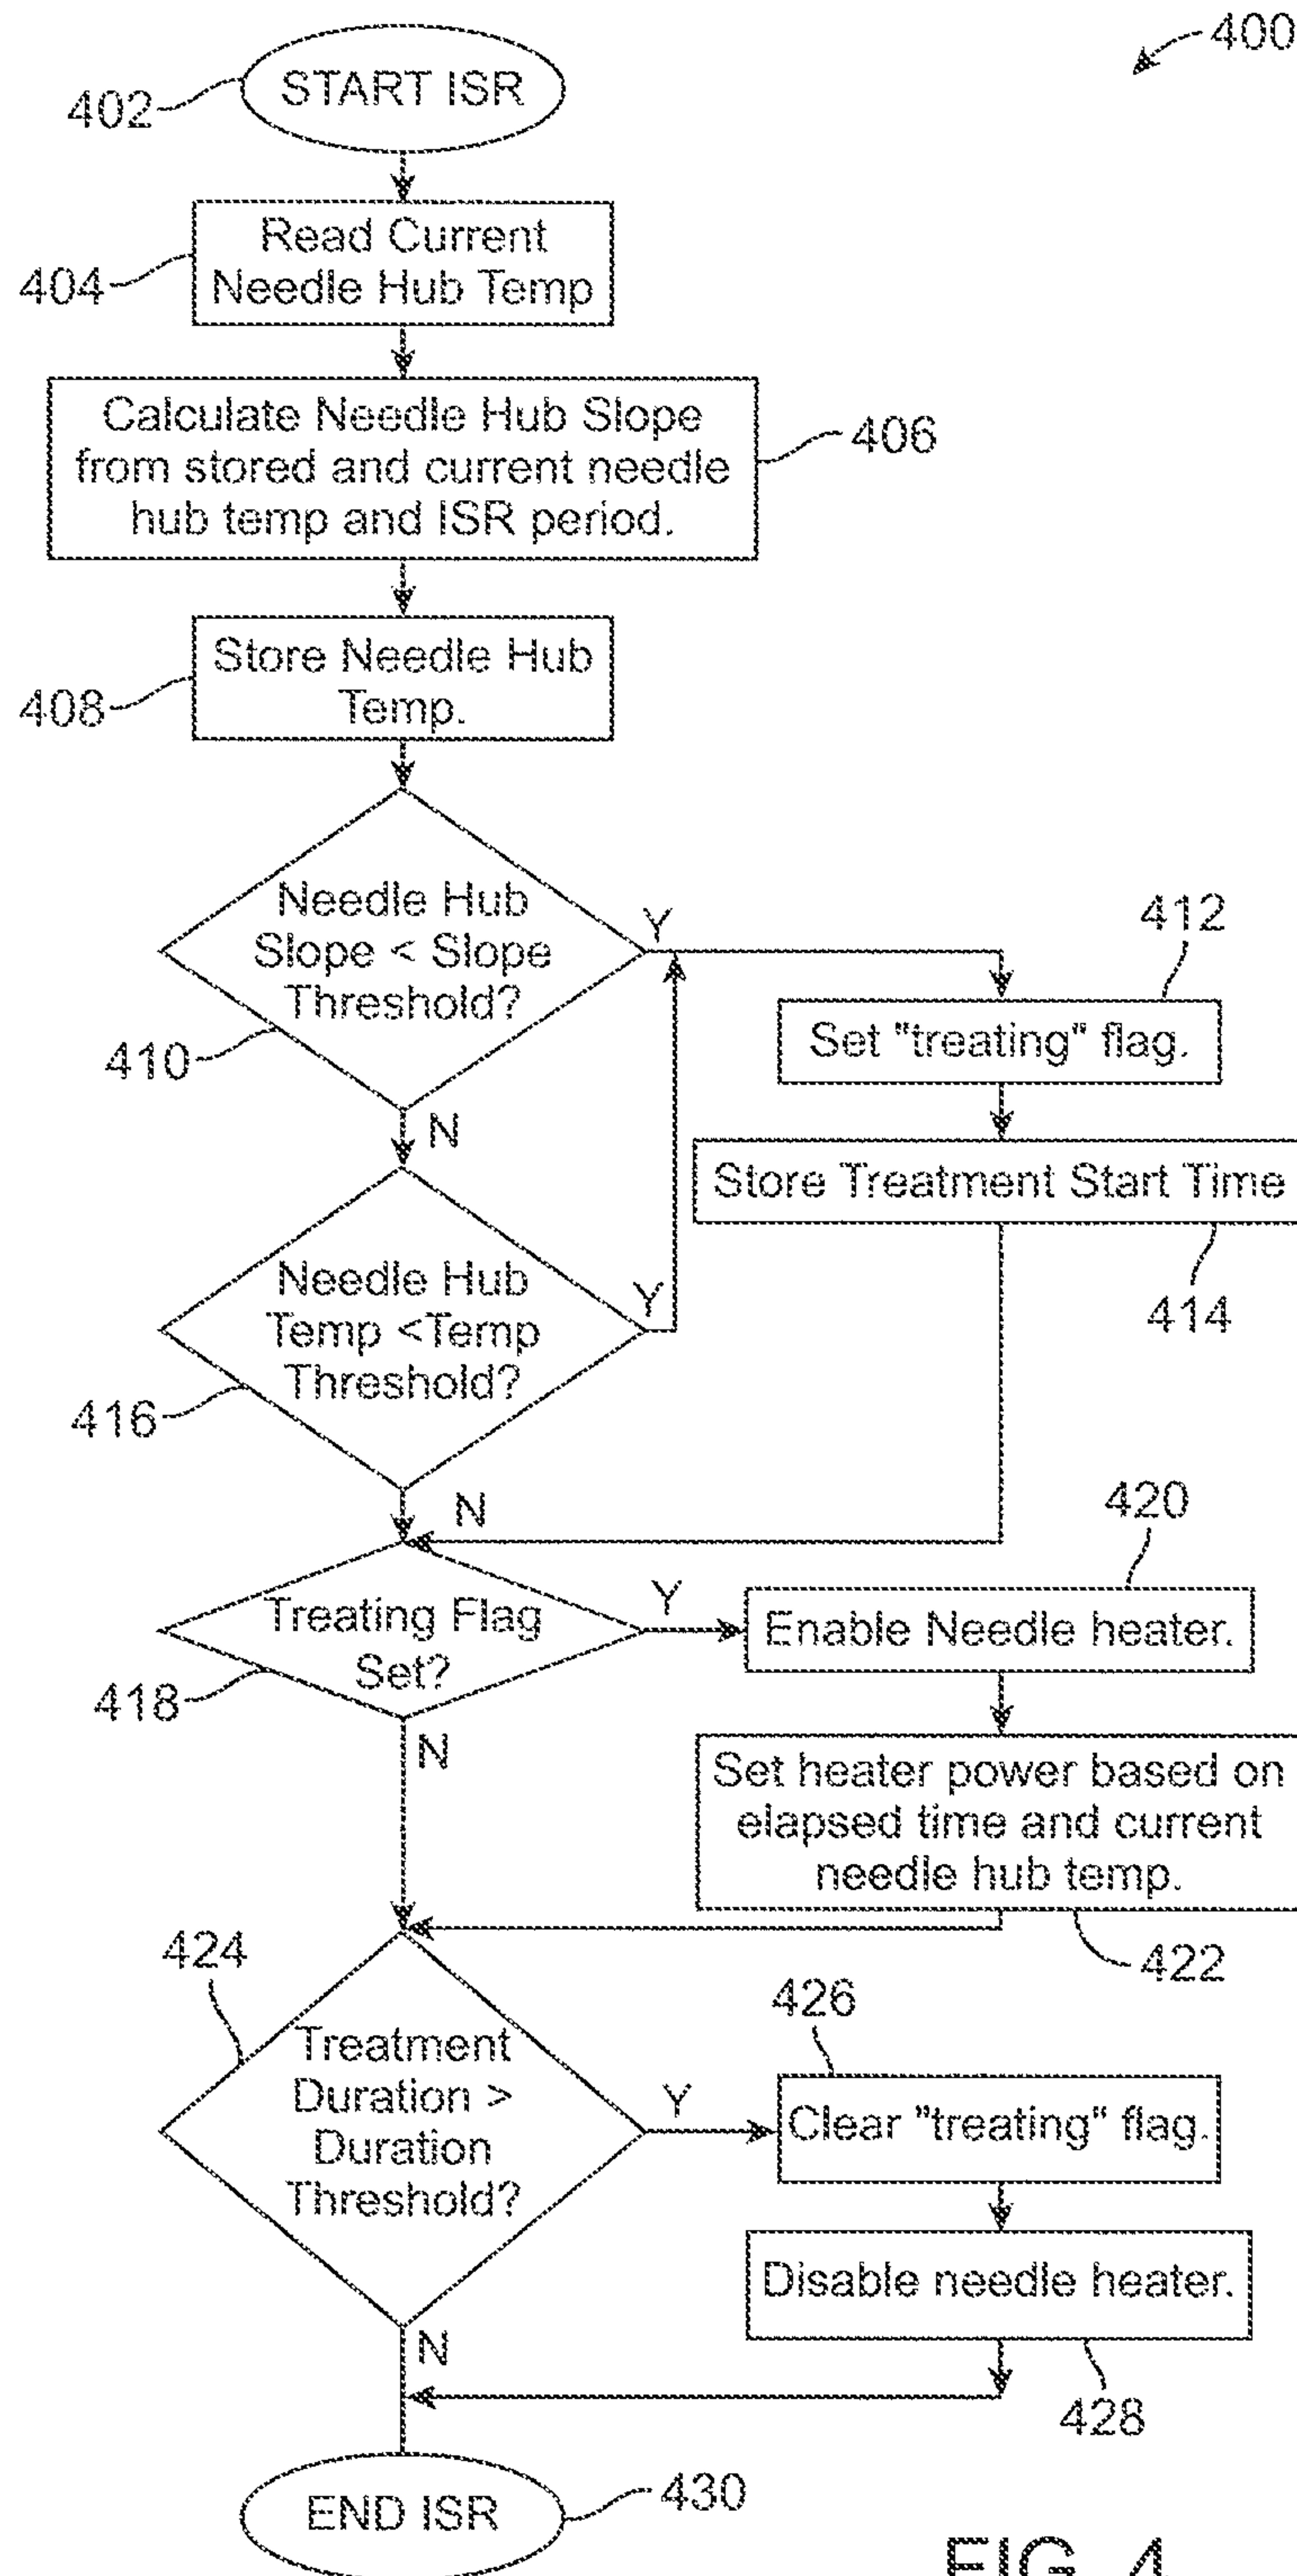 400
START ISR
402
Read Current
Needle Hub Temp
404
Calculate Needle Hub Slope
from stored and current needle
hub temp and ISR period.
406
Store Needle Hub
Temp.
408
Needle Hub
Slope < Slope
Threshold?
Y
410
N
412
Set "treating" flag.
Store Treatment Start Time
414
Needle Hub
Temp <Temp
Threshold?
Y
416
N
Treating Flag
Set?
Y
418
N
420
Enable Needle heater.
Set heater power based on
elapsed time and current
needle hub temp.
422
424
Treatment
Duration >
Duration
Threshold?
Y
N
426
Clear "treating" flag.
Disable needle heater.
428
END ISR
430
FIG. 4